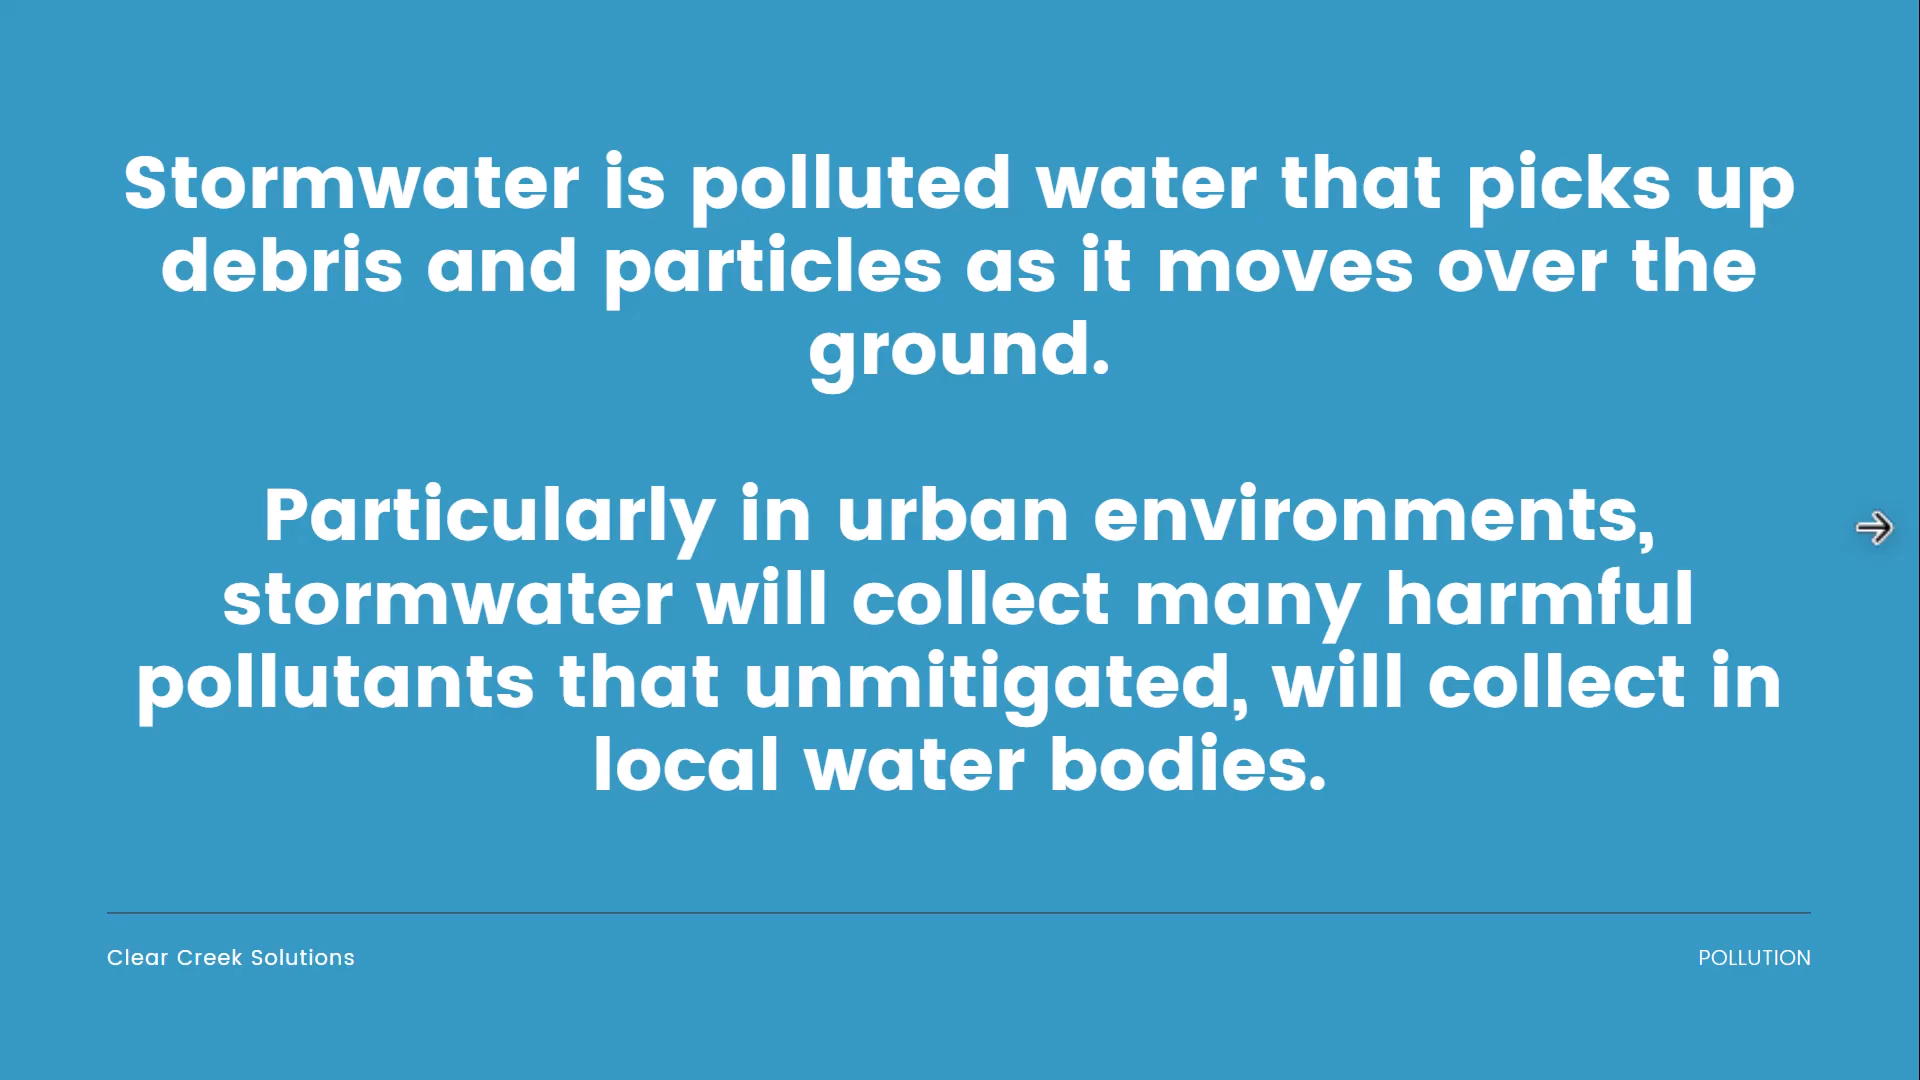 Stormwater is polluted water that picks up
debris and particles as it moves over the
ground.
Particularly in urban environments,
stormwater will collect many harmful
pollutants that unmitigated, will collect in
local water bodies.
Clear Creek Solutions
POLLUTION